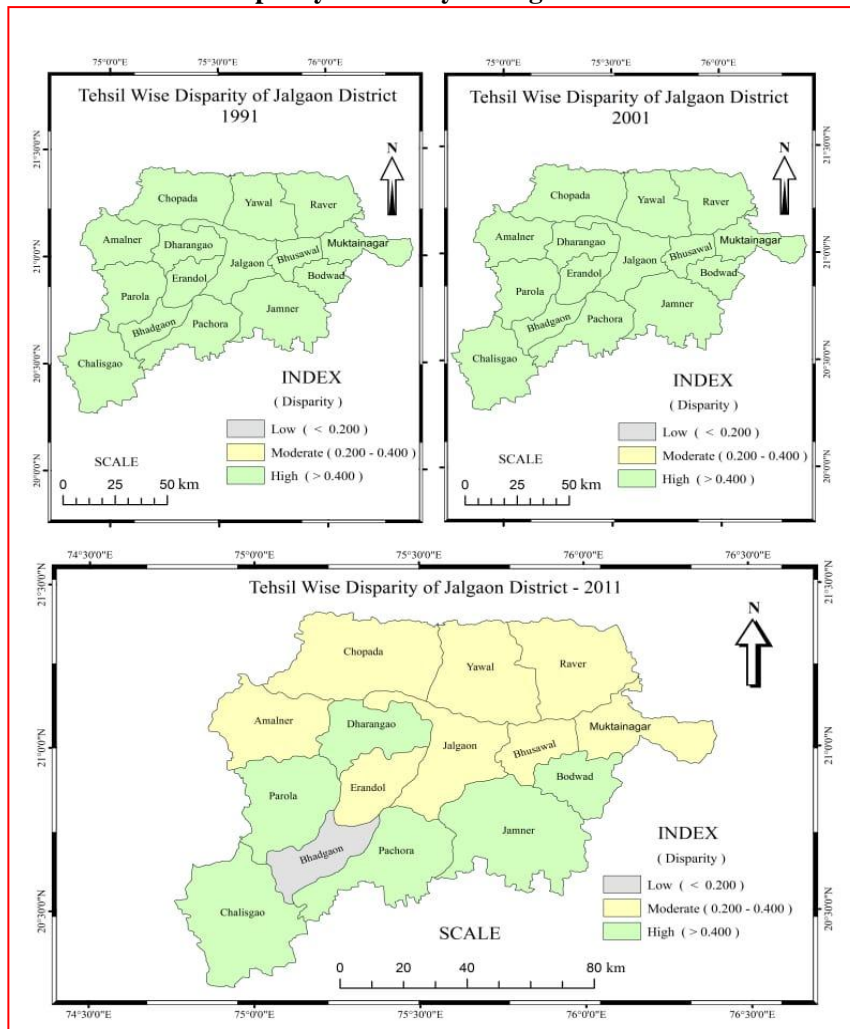 75°0'0"E 75°30'0"E 76°0'0"E
Tehsil Wise Disparity of Jalgaon District
1991
N
21°30'0"N
21°0'0"N
20°30'0"N
20°0'0"N
Chopada
Yawal
Raver
Amalner
Dharangao
Jalgaon
Bhusawal
Muktainagar
Erandol
Bodwad
Parola
Jamner
Bhadgaon
Pachora
Chalisgao
INDEX
( Disparity )
Low ( < 0.200 )
Moderate ( 0.200 - 0.400 )
High ( > 0.400 )
SCALE
0 25 50 km
75°0'0"E 75°30'0"E 76°0'0"E
Tehsil Wise Disparity of Jalgaon District
2001
N
21°30'0"N
21°0'0"N
20°30'0"N
20°0'0"N
Chopada
Yawal
Raver
Amalner
Dharangao
Jalgaon
Bhusawal
Muktainagar
Erandol
Bodwad
Parola
Jamner
Bhadgaon
Pachora
Chalisgao
INDEX
( Disparity )
Low ( < 0.200 )
Moderate ( 0.200 - 0.400 )
High ( > 0.400 )
SCALE
0 25 50 km
74°30'0"E 75°0'0"E 75°30'0"E 76°0'0"E 76°30'0"E
Tehsil Wise Disparity of Jalgaon District - 2011
N
21°30'0"N 21°30'0"N
21°0'0"N 21°0'0"N
20°30'0"N 20°30'0"N
Chopada
Yawal
Raver
Amalner
Dharangao
Jalgaon
Bhusawal
Muktainagar
Erandol
Bodwad
Parola
Jamner
Bhadgaon
Pachora
Chalisgao
INDEX
( Disparity )
Low ( < 0.200 )
Moderate ( 0.200 - 0.400 )
High ( > 0.400 )
SCALE
0 20 40 60 80 km
74°30'0"E 75°0'0"E 75°30'0"E 76°0'0"E 76°30'0"E